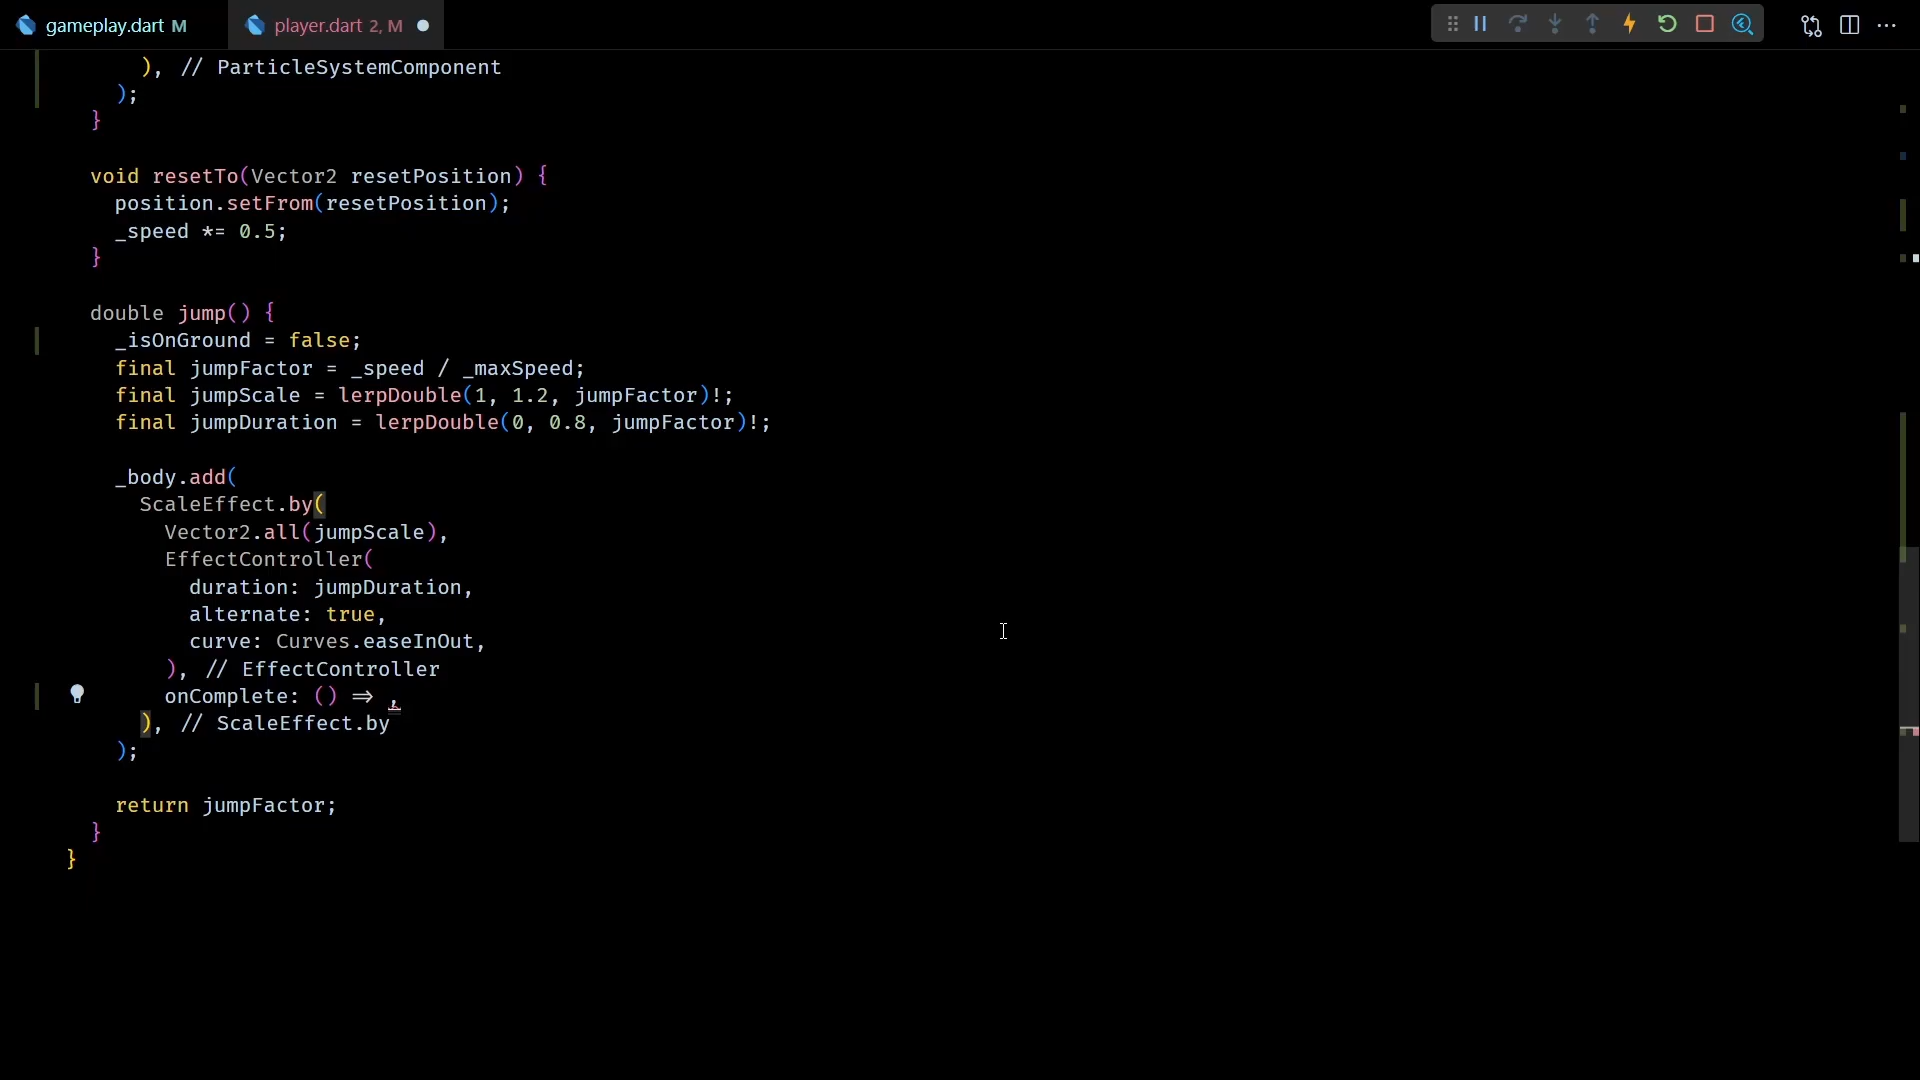 gameplay.dart M
player.dart 2, M
), // ParticleSystemComponent
);
}
void resetTo(Vector2 resetPosition) {
position.setFrom(resetPosition);
_speed *= 0.5;
}
double jump() {
_isOnGround = false;
final jumpFactor = _speed / _maxSpeed;
final jumpScale = lerpDouble(1, 1.2, jumpFactor)!;
final jumpDuration = lerpDouble(0, 0.8, jumpFactor)!;
_body.add(
ScaleEffect.by(
Vector2.all(jumpScale),
EffectController(
duration: jumpDuration,
alternate: true,
curve: Curves.easeInOut,
), // EffectController
onComplete: () => ,
), // ScaleEffect.by
);
return jumpFactor;
}
}